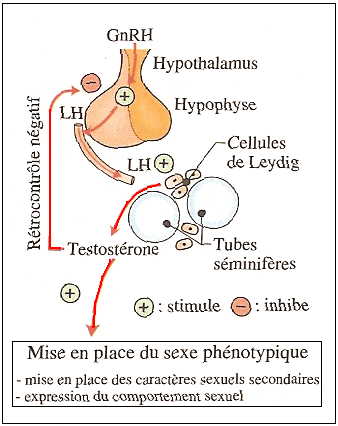 GnRH
Hypothalamus
Hypophyse
LH
LH
Cellules
de Leydig
Rétrocontrôle négatif
Testostérone
Tubes
séminifères
+ : stimule
− : inhibe
Mise en place du sexe phénotypique
- mise en place des caractères sexuels secondaires
- expression du comportement sexuel